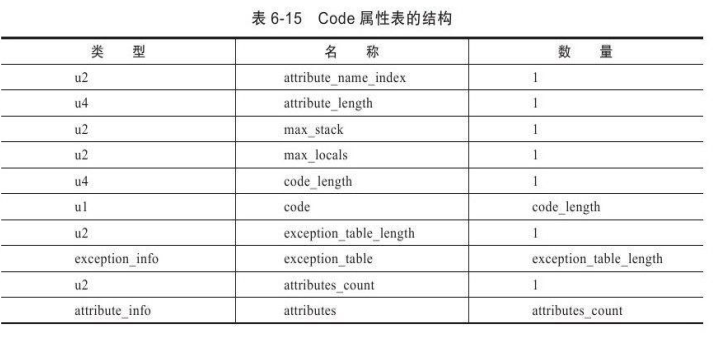 表 6-15 Code 属性表的结构
类 型 名 称 数 量
u2 attribute_name_index 1
u4 attribute_length 1
u2 max_stack 1
u2 max_locals 1
u4 code_length 1
u1 code code_length
u2 exception_table_length 1
exception_info exception_table exception_table_length
u2 attributes_count 1
attribute_info attributes attributes_count